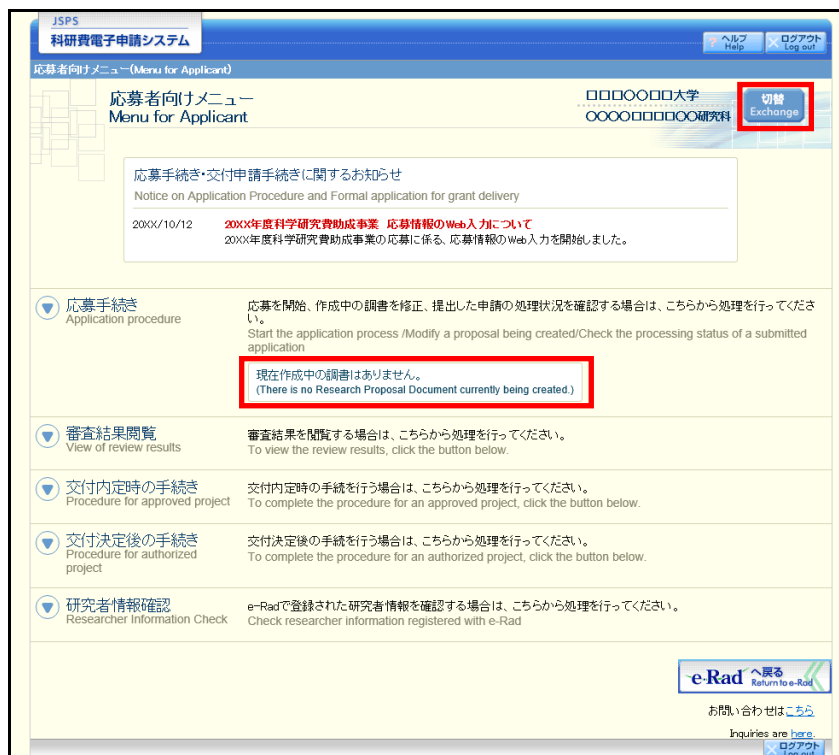 JSPS
科研費電子申請システム
? ヘルプ
Help
× ログアウト
Log out
応募者向けメニュー(Menu for Applicant)
応募者向けメニュー
Menu for Applicant
□□□○○□□大学
○○○○□□□□□○○研究科
切替
Exchange
応募手続き・交付申請手続きに関するお知らせ
Notice on Application Procedure and Formal application for grant delivery
20XX/10/12 20XX年度科学研究費助成事業 応募情報のWeb入力について
20XX年度科学研究費助成事業の応募に係る、応募情報のWeb入力を開始しました。
応募手続き
Application procedure
応募を開始、作成中の調書を修正、提出した申請の処理状況を確認する場合は、こちらから処理を行ってくださ
い。
Start the application process /Modify a proposal being created/Check the processing status of a submitted
application
現在作成中の調書はありません。
(There is no Research Proposal Document currently being created.)
審査結果閲覧
View of review results
審査結果を閲覧する場合は、こちらから処理を行ってください。
To view the review results, click the button below.
交付内定時の手続き
Procedure for approved project
交付内定時の手続を行う場合は、こちらから処理を行ってください。
To complete the procedure for an approved project, click the button below.
交付決定後の手続き
Procedure for authorized
project
交付決定後の手続を行う場合は、こちらから処理を行ってください。
To complete the procedure for an authorized project, click the button below.
研究者情報確認
Researcher Information Check
e-Radで登録された研究者情報を確認する場合は、こちらから処理を行ってください。
Check researcher information registered with e-Rad
e-Rad へ戻る
Return to e-Rad
お問い合わせはこちら
Inquiries are here.
× ログアウト
Log out